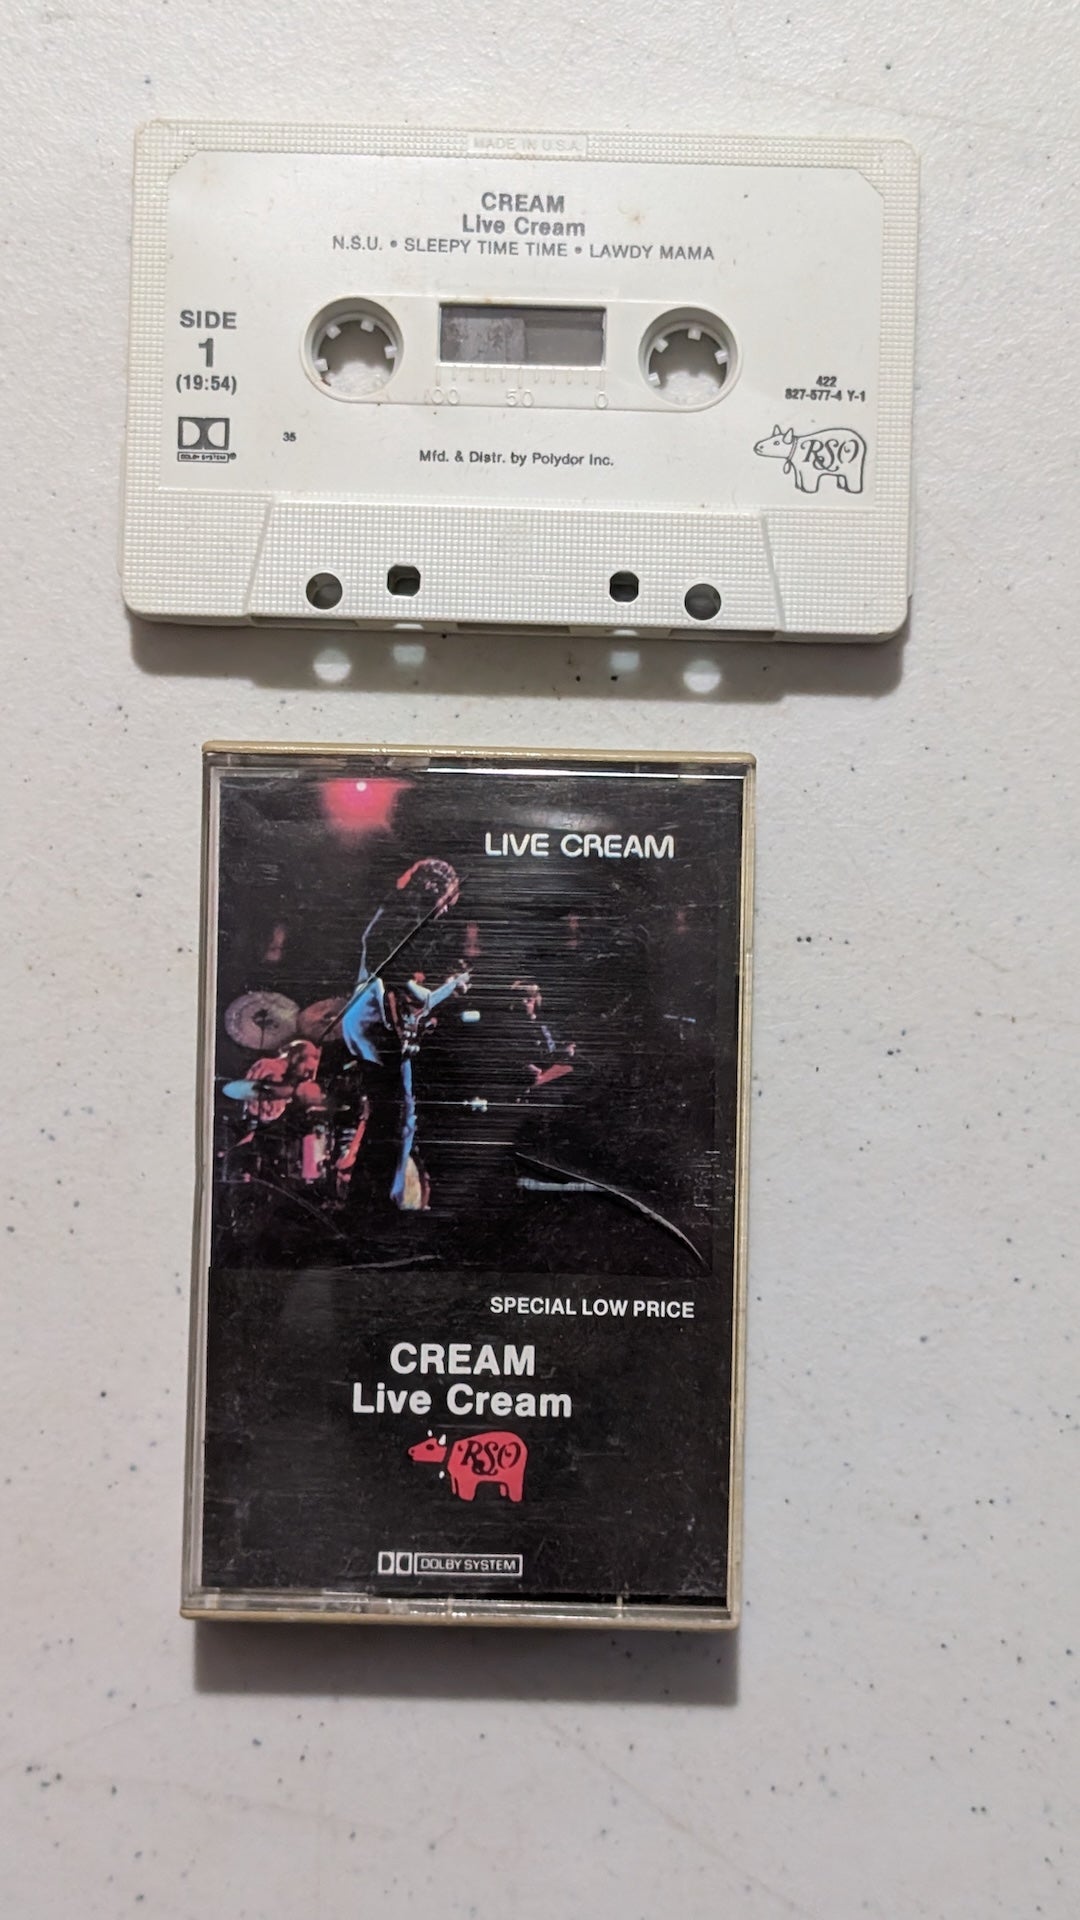 MADE IN U.S.A.
CREAM
Live Cream
N.S.U. • SLEEPY TIME TIME • LAWDY MAMA
SIDE
1
(19:54)
100 50 0
422
827-577-4 Y-1
DOLBY SYSTEM®
35
Mfd. & Distr. by Polydor Inc.
RSO
LIVE CREAM
SPECIAL LOW PRICE
CREAM
Live Cream
RSO
DOLBY SYSTEM